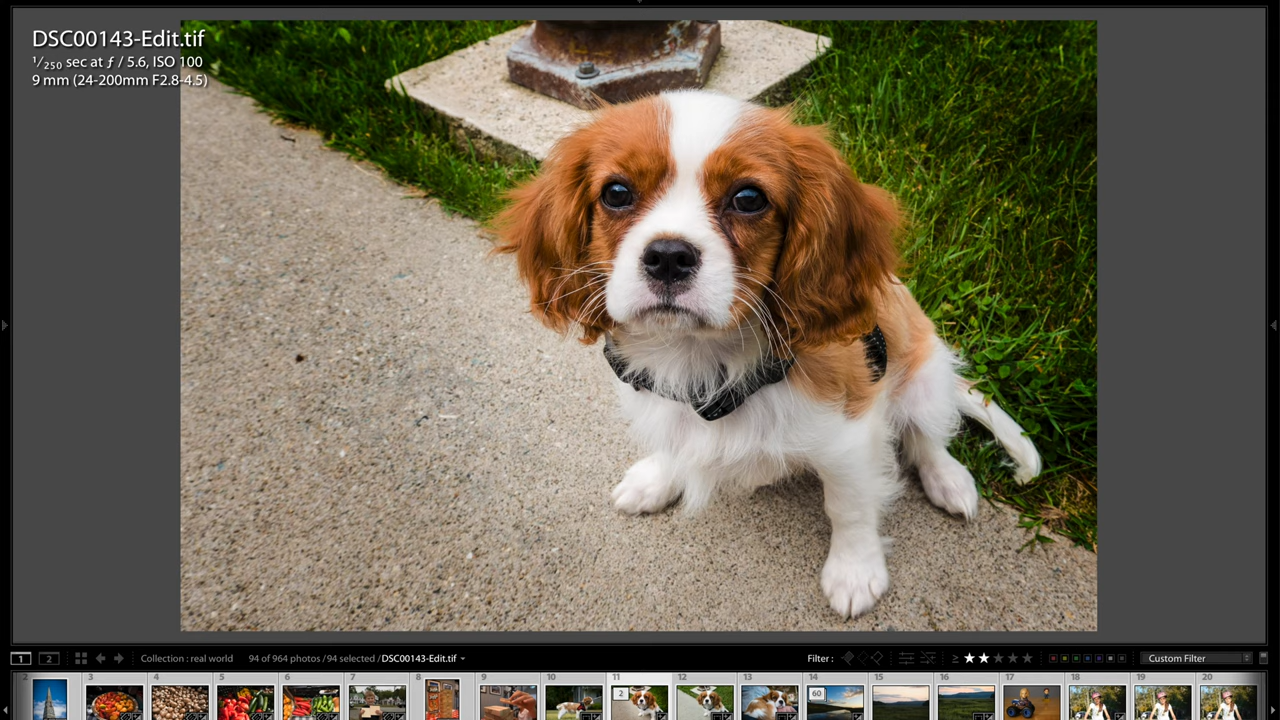 DSC00143-Edit.tif
1/250 sec at ƒ / 5.6, ISO 100
9 mm (24-200mm F2.8-4.5)
1 2 Collection : real world 94 of 964 photos /94 selected /DSC00143-Edit.tif Filter : ≥ ★★★★★ Custom Filter
2 3 4 5 6 7 8 9 10 11 12 13 14 15 16 17 18 19 20
2 60